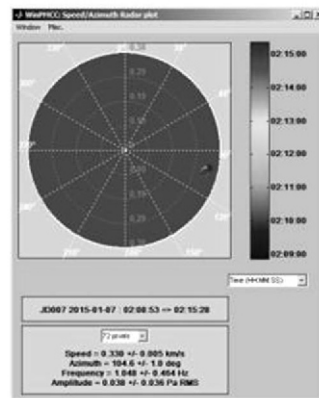 WinPMCC: Speed/Azimuth Radar plot
Window Misc.
02:15:00
02:14:00
02:13:00
02:12:00
02:11:00
02:10:00
02:09:00
Time (HH:MM:SS)
JD007 2015-01-07 : 02:08:53 => 02:15:28
72 pixels
Speed = 0.330 +/- 0.005 km/s
Azimuth = 104.6 +/- 1.0 deg
Frequency = 1.048 +/- 0.464 Hz
Amplitude = 0.038 +/- 0.036 Pa RMS